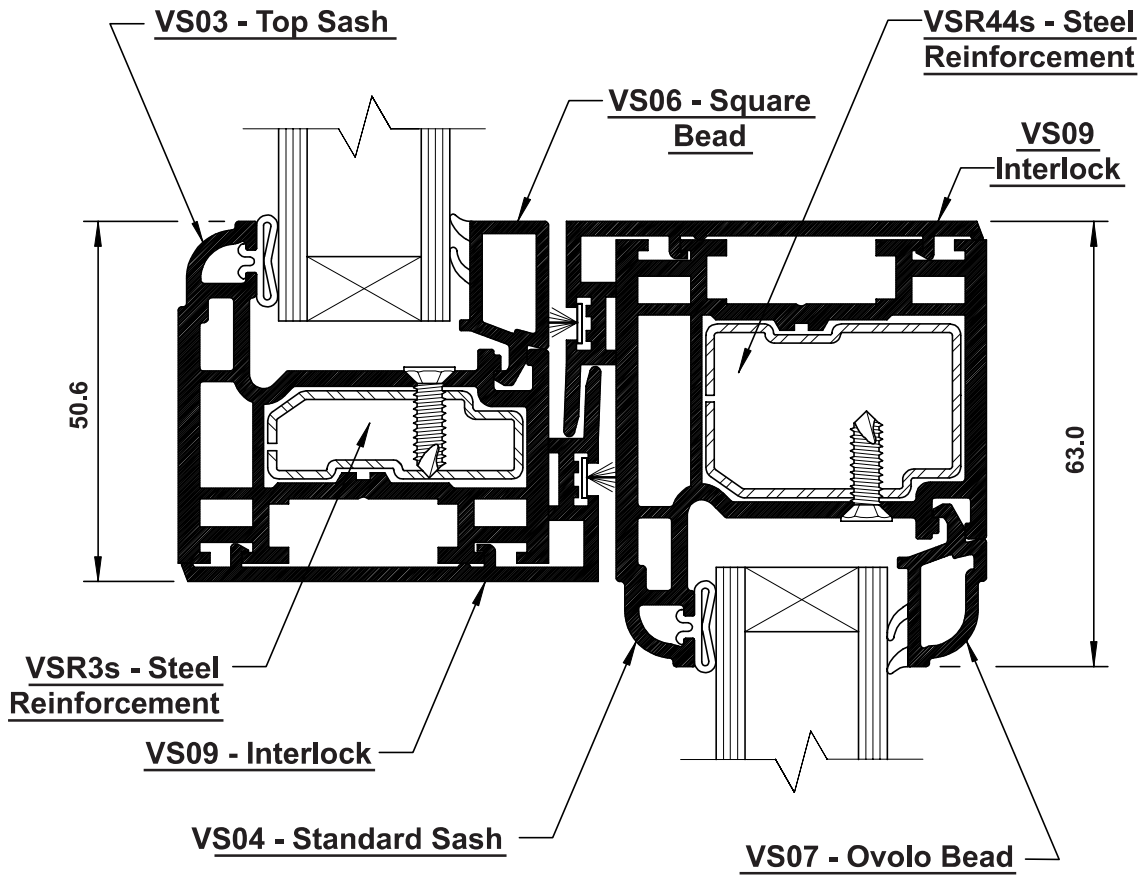 VS03 - Top Sash
VSR44s - Steel
Reinforcement
VS06 - Square
Bead
VS09
Interlock
50.6
63.0
VSR3s - Steel
Reinforcement
VS09 - Interlock
VS04 - Standard Sash
VS07 - Ovolo Bead